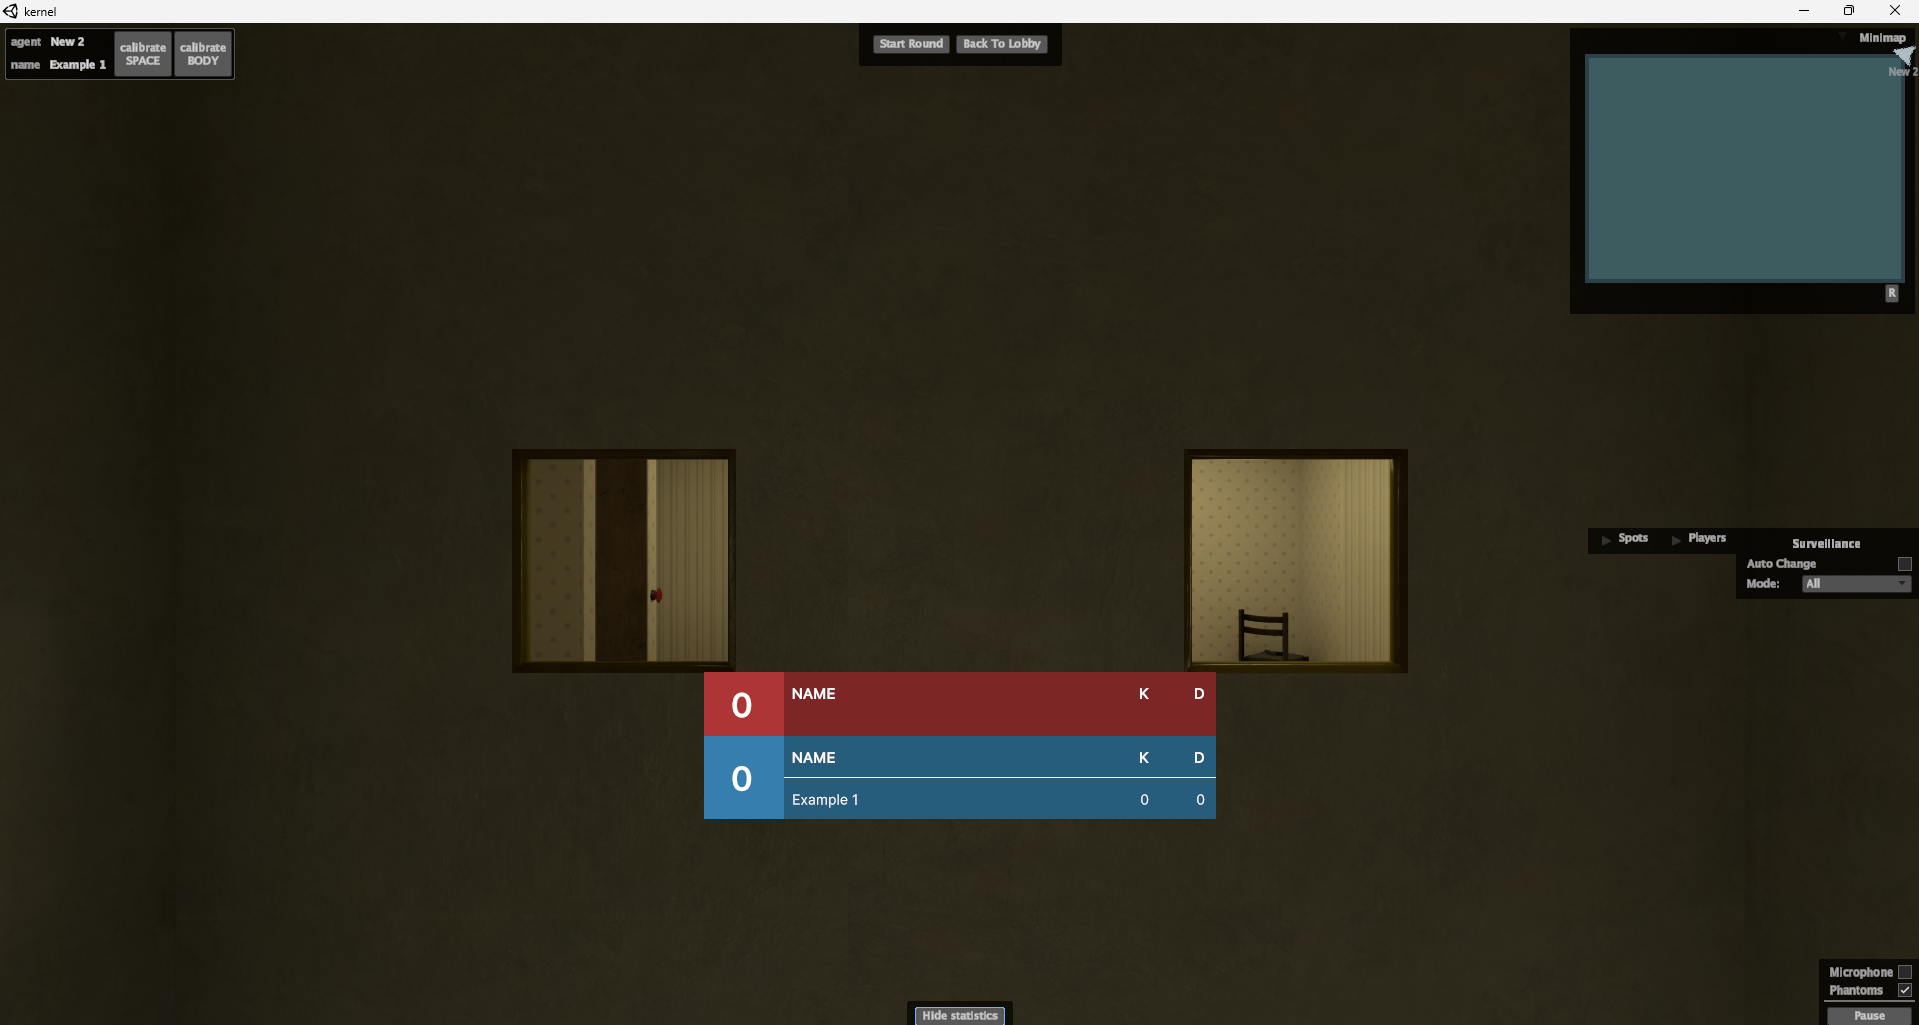 kernel
agent New 2
name Example 1
calibrate
SPACE
calibrate
BODY
Start Round
Back To Lobby
Minimap
New 2
R
Spots
Players
Surveillance
Auto Change
Mode: All
0
NAME K D
0
NAME K D
Example 1 0 0
Microphone
Phantoms
Pause
Hide statistics